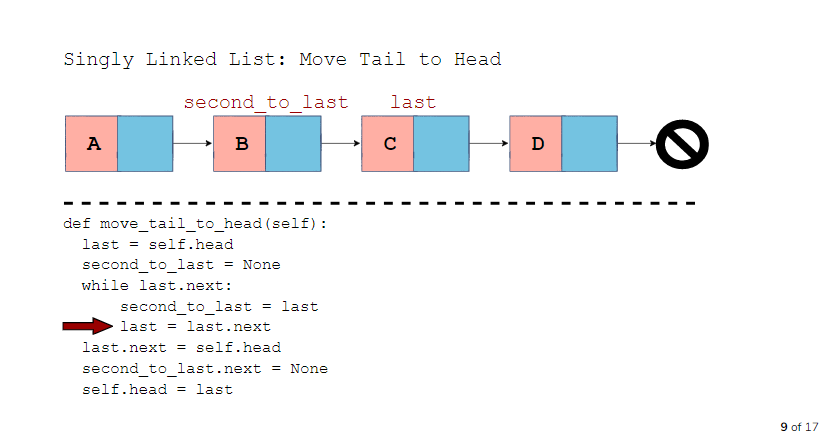 Singly Linked List: Move Tail to Head
second_to_last last
A B C D
def move_tail_to_head(self):
last = self.head
second_to_last = None
while last.next:
second_to_last = last
last = last.next
last.next = self.head
second_to_last.next = None
self.head = last
9 of 17